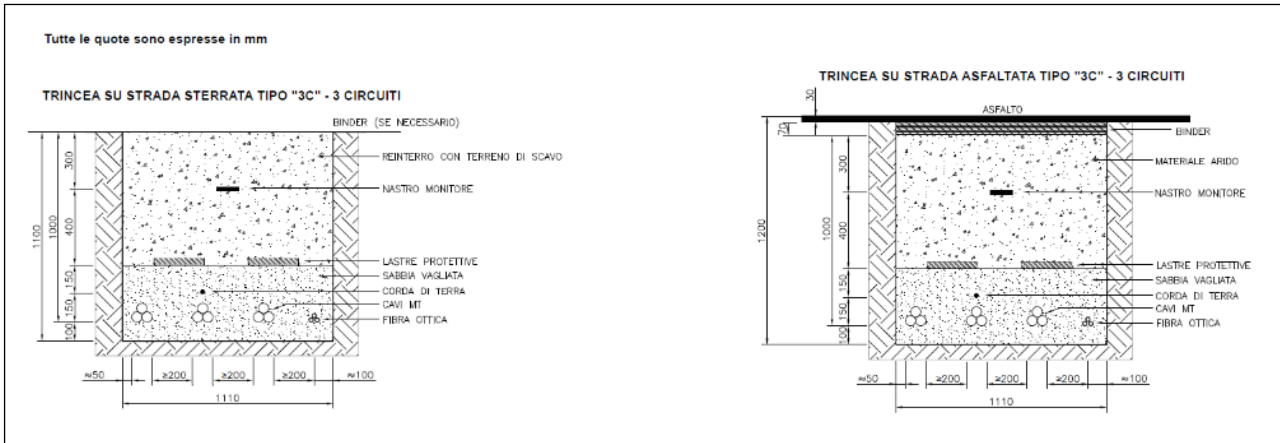 Tutte le quote sono espresse in mm
TRINCEA SU STRADA STERRATA TIPO "3C" - 3 CIRCUITI
BINDER (SE NECESSARIO)
REINTERRO CON TERRENO DI SCAVO
NASTRO MONITORE
LASTRE PROTETTIVE
SABBIA VAGLIATA
CORDA DI TERRA
CAVI MT
FIBRA OTTICA
1100
1000
300
400
150
150
100
≈50
≥200
≥200
≥200
≈100
1110
TRINCEA SU STRADA ASFALTATA TIPO "3C" - 3 CIRCUITI
30
ASFALTO
70
BINDER
MATERIALE ARIDO
NASTRO MONITORE
LASTRE PROTETTIVE
SABBIA VAGLIATA
CORDA DI TERRA
CAVI MT
FIBRA OTTICA
1200
1000
300
400
150
150
100
≈50
≥200
≥200
≥200
≈100
1110